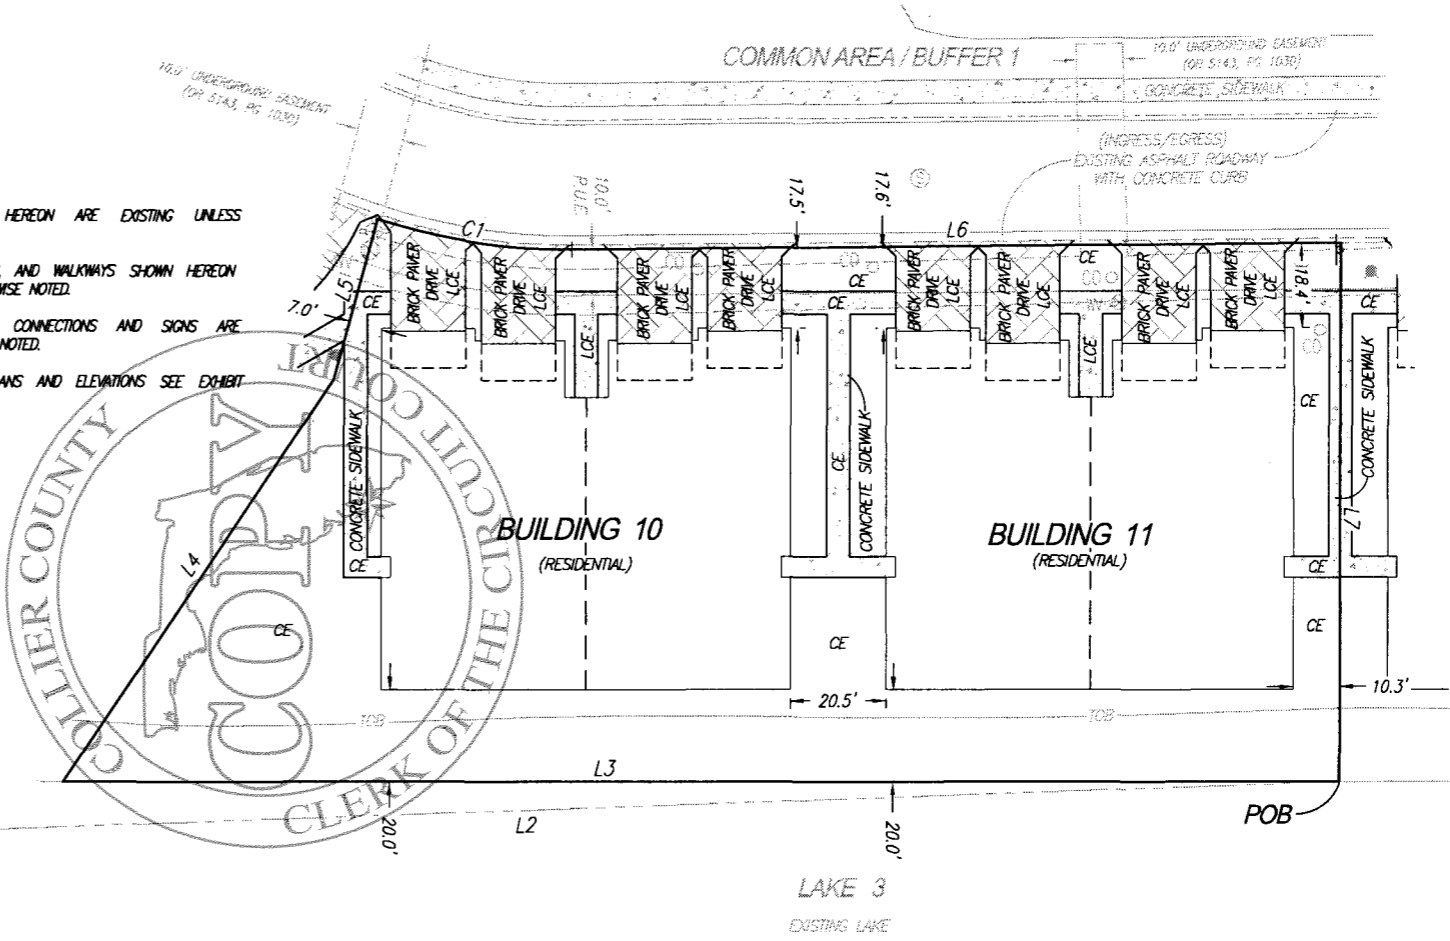 COMMON AREA / BUFFER 1
10.0' UNDERGROUND EASEMENT
(OR 5143, PG 1030)
10.0' UNDERGROUND EASEMENT
(OR 5143, PG 1030)
CONCRETE SIDEWALK
(INGRESS/EGRESS)
EXISTING ASPHALT ROADWAY
WITH CONCRETE CURB
HEREON ARE EXISTING UNLESS
AND WALKWAYS SHOWN HEREON
NOTED.
CONNECTIONS AND SIGNS ARE
NOTED.
ANS AND ELEVATIONS SEE EXHIBIT
10.0'
P.U.E.
17.5'
17.6'
S
C1
L6
L5
7.0'
CE
BRICK PAVER
DRIVE
LCE
BRICK PAVER
DRIVE
LCE
BRICK PAVER
DRIVE
LCE
BRICK PAVER
DRIVE
LCE
CE
BRICK PAVER
DRIVE
LCE
BRICK PAVER
DRIVE
LCE
CE
BRICK PAVER
DRIVE
LCE
BRICK PAVER
DRIVE
LCE
18.4'
CE
LCE
LCE
CONCRETE SIDEWALK
CE
CE
CONCRETE SIDEWALK
CE
CONCRETE SIDEWALK
L7
BUILDING 10
(RESIDENTIAL)
BUILDING 11
(RESIDENTIAL)
L4
CE
CE
CE
CE
CE
20.5'
10.3'
TOB
TOB
L3
L2
20.0'
20.0'
POB
LAKE 3
EXISTING LAKE
COLLIER COUNTY
CLERK OF THE CIRCUIT COURT
COPY